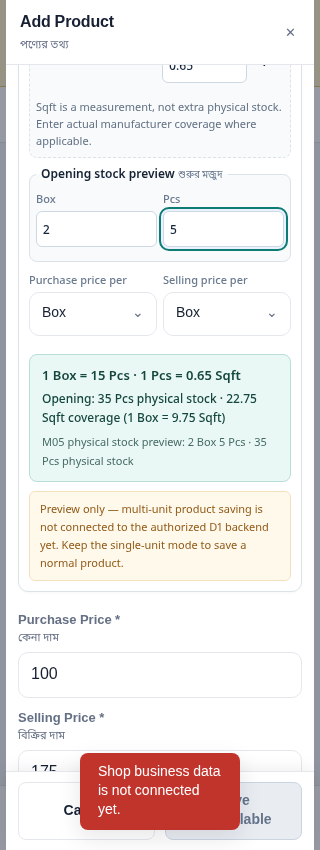 Add Product
পণ্যের তথ্য
×
0.65
Sqft is a measurement, not extra physical stock.
Enter actual manufacturer coverage where
applicable.
Opening stock preview শুরুর মজুদ
Box Pcs
2 5
Purchase price per Selling price per
Box Box
1 Box = 15 Pcs · 1 Pcs = 0.65 Sqft
Opening: 35 Pcs physical stock · 22.75
Sqft coverage (1 Box = 9.75 Sqft)
M05 physical stock preview: 2 Box 5 Pcs · 35
Pcs physical stock
Preview only — multi-unit product saving is
not connected to the authorized D1 backend
yet. Keep the single-unit mode to save a
normal product.
Purchase Price *
কেনা দাম
100
Selling Price *
বিক্রির দাম
175
Shop business data
is not connected
yet.